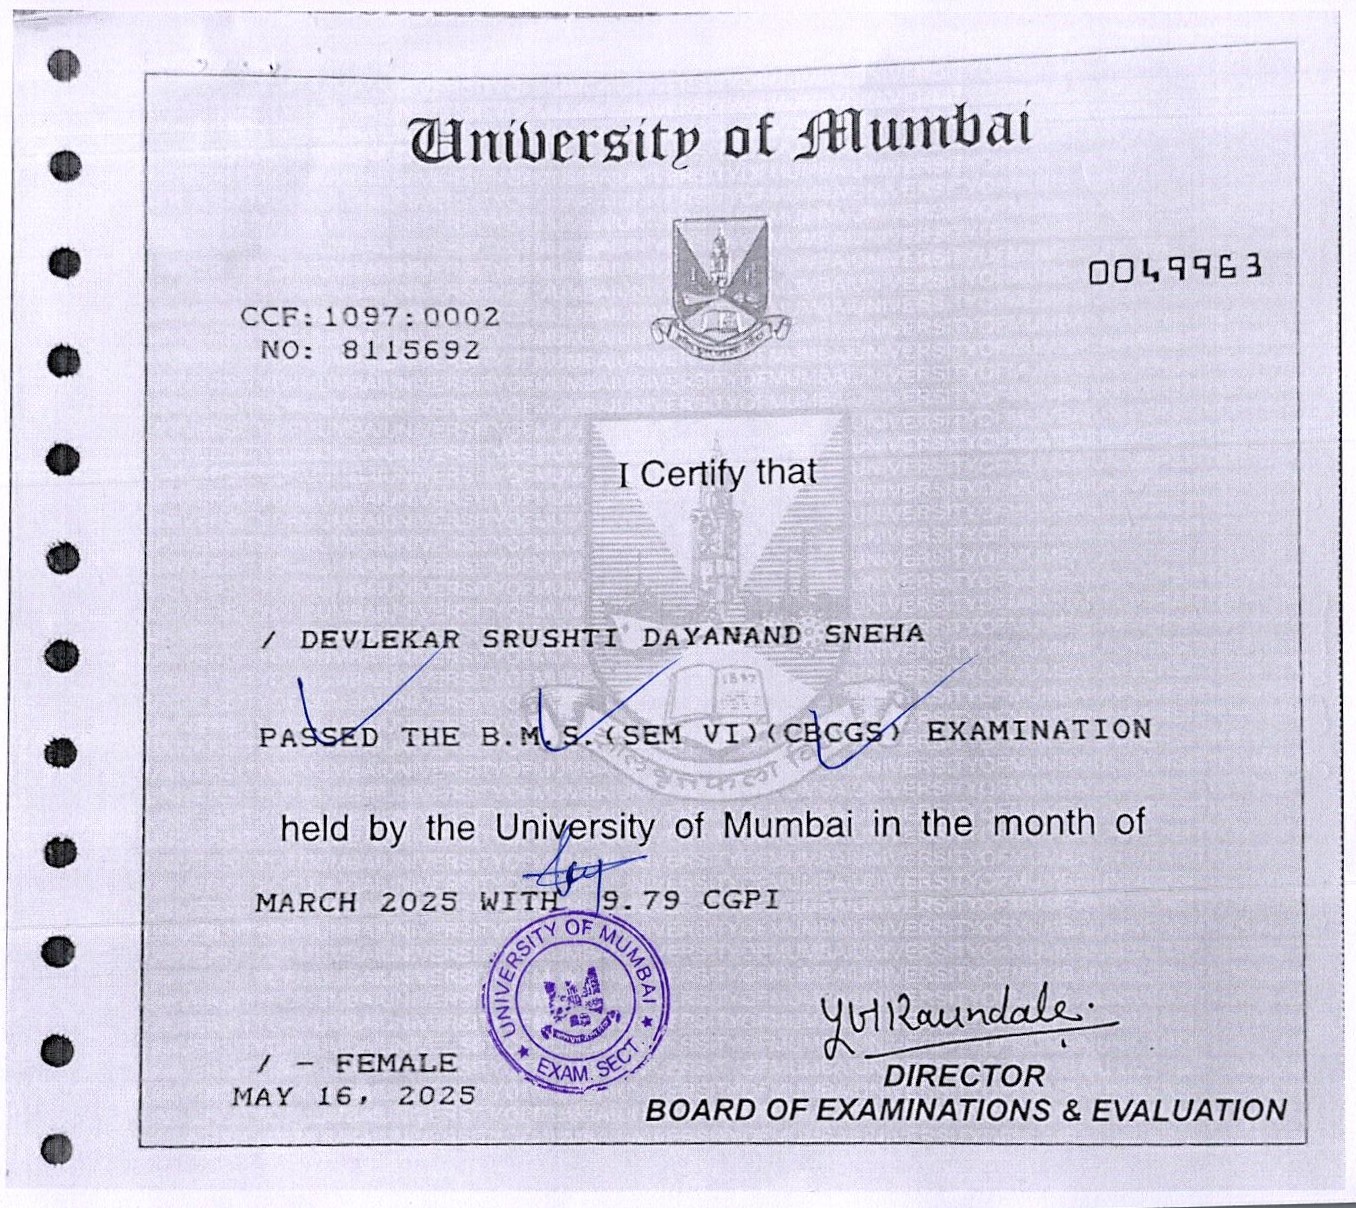 University of Mumbai
0049963
CCF:1097:0002
NO: 8115692
I Certify that
/ DEVLEKAR SRUSHTI DAYANAND SNEHA
PASSED THE B.M.S.(SEM VI)(CBCGS) EXAMINATION
1897
held by the University of Mumbai in the month of
MARCH 2025 WITH 9.79 CGPI
UNIVERSITY OF MUMBAI
★ EXAM. SECT. ★
YVHRaundale.
/ - FEMALE
MAY 16, 2025
DIRECTOR
BOARD OF EXAMINATIONS & EVALUATION